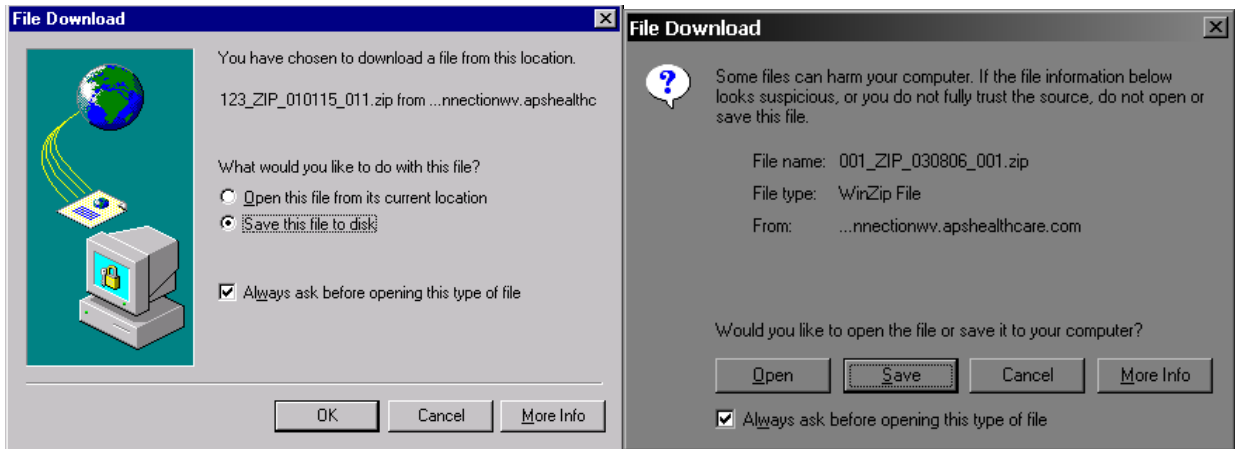 File Download
You have chosen to download a file from this location.
123_ZIP_010115_011.zip from ...nnectionwv.apshealthc
What would you like to do with this file?
Open this file from its current location
Save this file to disk
Always ask before opening this type of file
OK
Cancel
More Info
File Download
Some files can harm your computer. If the file information below
looks suspicious, or you do not fully trust the source, do not open or
save this file.
File name: 001_ZIP_030806_001.zip
File type: WinZip File
From: ...nnectionwv.apshealthcare.com
Would you like to open the file or save it to your computer?
Open
Save
Cancel
More Info
Always ask before opening this type of file